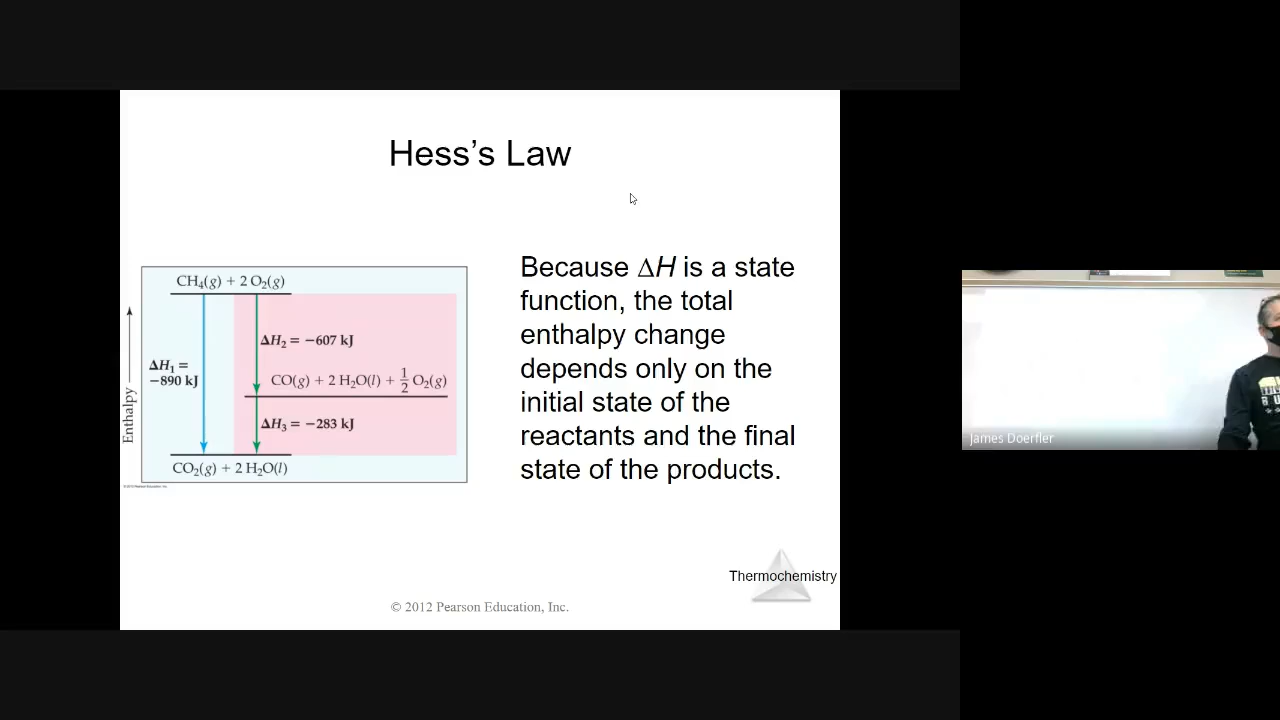 Hess's Law
CH₄(g) + 2 O₂(g)
ΔH₂ = −607 kJ
ΔH₁ =
−890 kJ
CO(g) + 2 H₂O(l) + 1/2 O₂(g)
Enthalpy
ΔH₃ = −283 kJ
CO₂(g) + 2 H₂O(l)
Because ΔH is a state
function, the total
enthalpy change
depends only on the
initial state of the
reactants and the final
state of the products.
Thermochemistry
© 2012 Pearson Education, Inc.
James Doerfler